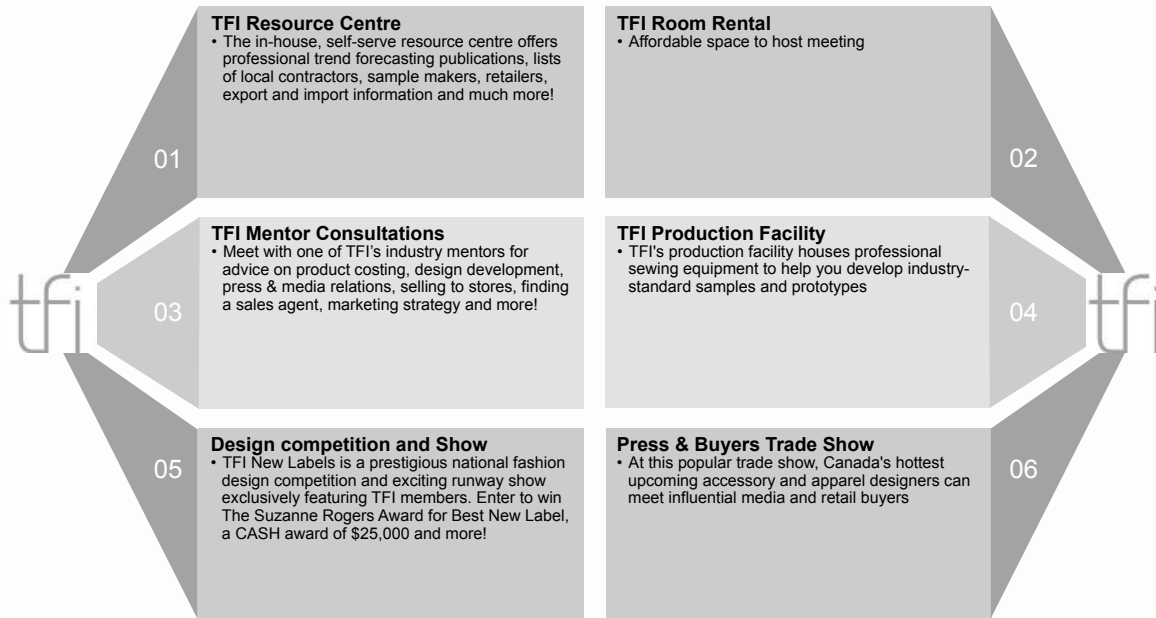 TFI Resource Centre
• The in-house, self-serve resource centre offers
professional trend forecasting publications, lists
of local contractors, sample makers, retailers,
export and import information and much more!
01
TFI Room Rental
• Affordable space to host meeting
02
TFI Mentor Consultations
• Meet with one of TFI’s industry mentors for
advice on product costing, design development,
press & media relations, selling to stores, finding
a sales agent, marketing strategy and more!
03
TFI Production Facility
• TFI's production facility houses professional
sewing equipment to help you develop industry-
standard samples and prototypes
04
tfi
tfi
Design competition and Show
• TFI New Labels is a prestigious national fashion
design competition and exciting runway show
exclusively featuring TFI members. Enter to win
The Suzanne Rogers Award for Best New Label,
a CASH award of $25,000 and more!
05
Press & Buyers Trade Show
• At this popular trade show, Canada's hottest
upcoming accessory and apparel designers can
meet influential media and retail buyers
06